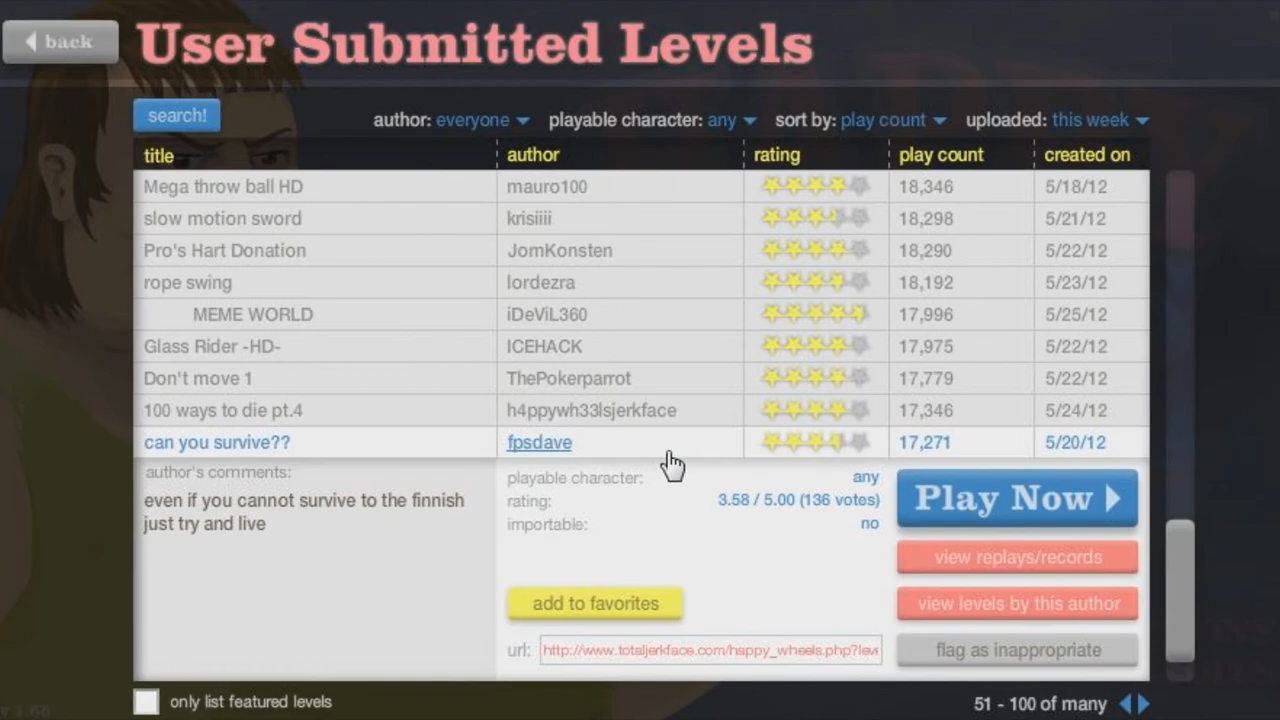 back
User Submitted Levels
search!
author: everyone playable character: any sort by: play count uploaded: this week
title author rating play count created on
Mega throw ball HD mauro100 18,346 5/18/12
slow motion sword krisiiii 18,298 5/21/12
Pro's Hart Donation JomKonsten 18,290 5/22/12
rope swing lordezra 18,192 5/23/12
MEME WORLD iDeViL360 17,996 5/25/12
Glass Rider -HD- ICEHACK 17,975 5/22/12
Don't move 1 ThePokerparrot 17,779 5/22/12
100 ways to die pt.4 h4ppywh33lsjerkface 17,346 5/24/12
can you survive?? fpsdave 17,271 5/20/12
author's comments:
even if you cannot survive to the finnish
just try and live
playable character: any
rating: 3.58 / 5.00 (136 votes)
importable: no
Play Now
view replays/records
add to favorites
view levels by this author
url: http://www.totaljerkface.com/happy_wheels.php?lev
flag as inappropriate
only list featured levels
51 - 100 of many